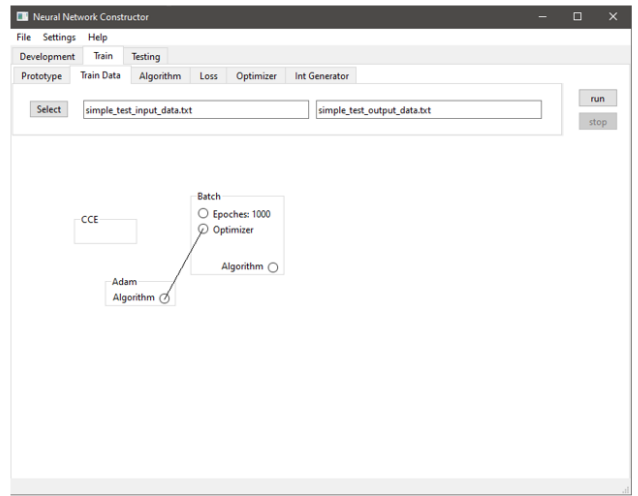 Neural Network Constructor
File Settings Help
Development Train Testing
Prototype Train Data Algorithm Loss Optimizer Int Generator
Select simple_test_input_data.txt simple_test_output_data.txt run
stop
Batch
Epoches: 1000
CCE
Optimizer
Algorithm
Adam
Algorithm